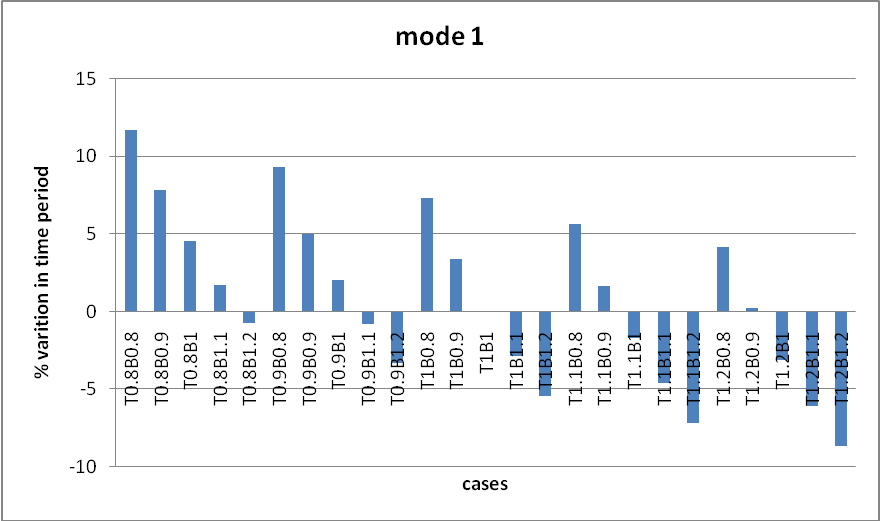 mode 1
% varition in time period
15
10
5
0
-5
-10
T0.8B0.8
T0.8B0.9
T0.8B1
T0.8B1.1
T0.8B1.2
T0.9B0.8
T0.9B0.9
T0.9B1
T0.9B1.1
T0.9B1.2
T1B0.8
T1B0.9
T1B1
T1B1.1
T1B1.2
T1.1B0.8
T1.1B0.9
T1.1B1
T1.1B1.1
T1.1B1.2
T1.2B0.8
T1.2B0.9
T1.2B1
T1.2B1.1
T1.2B1.2
cases